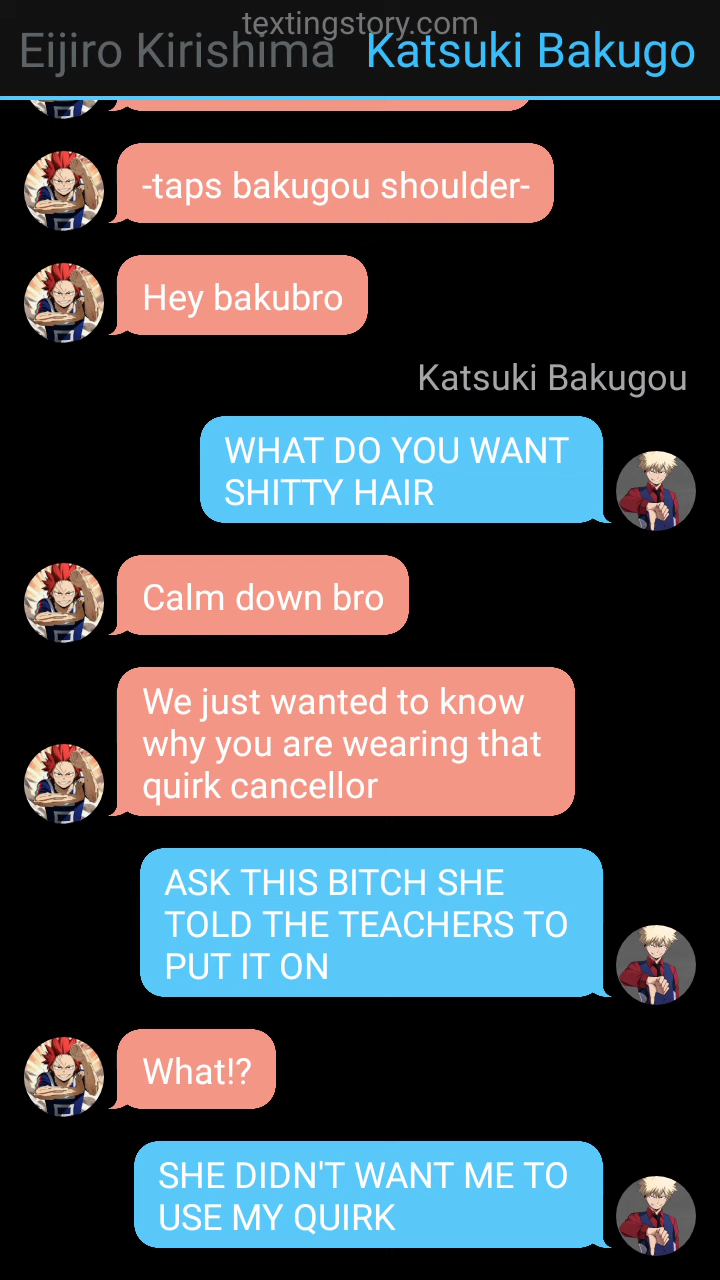 textingstory.com
Eijiro Kirishima Katsuki Bakugo
-taps bakugou shoulder-
Hey bakubro
Katsuki Bakugou
WHAT DO YOU WANT
SHITTY HAIR
Calm down bro
We just wanted to know
why you are wearing that
quirk cancellor
ASK THIS BITCH SHE
TOLD THE TEACHERS TO
PUT IT ON
What!?
SHE DIDN'T WANT ME TO
USE MY QUIRK